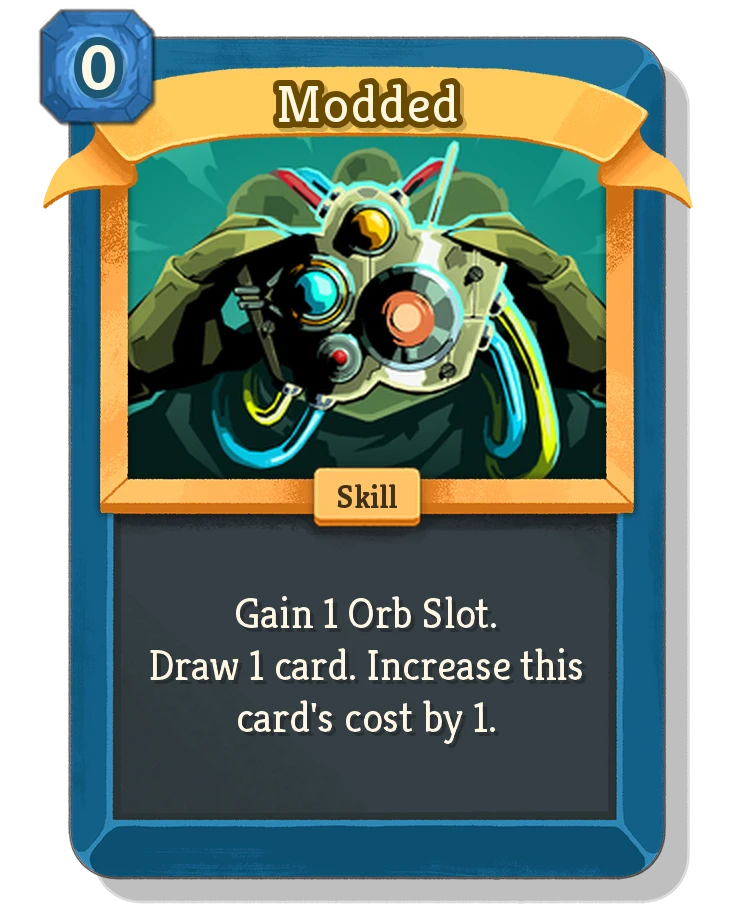 0
Modded
Skill
Gain 1 Orb Slot.
Draw 1 card. Increase this
card's cost by 1.